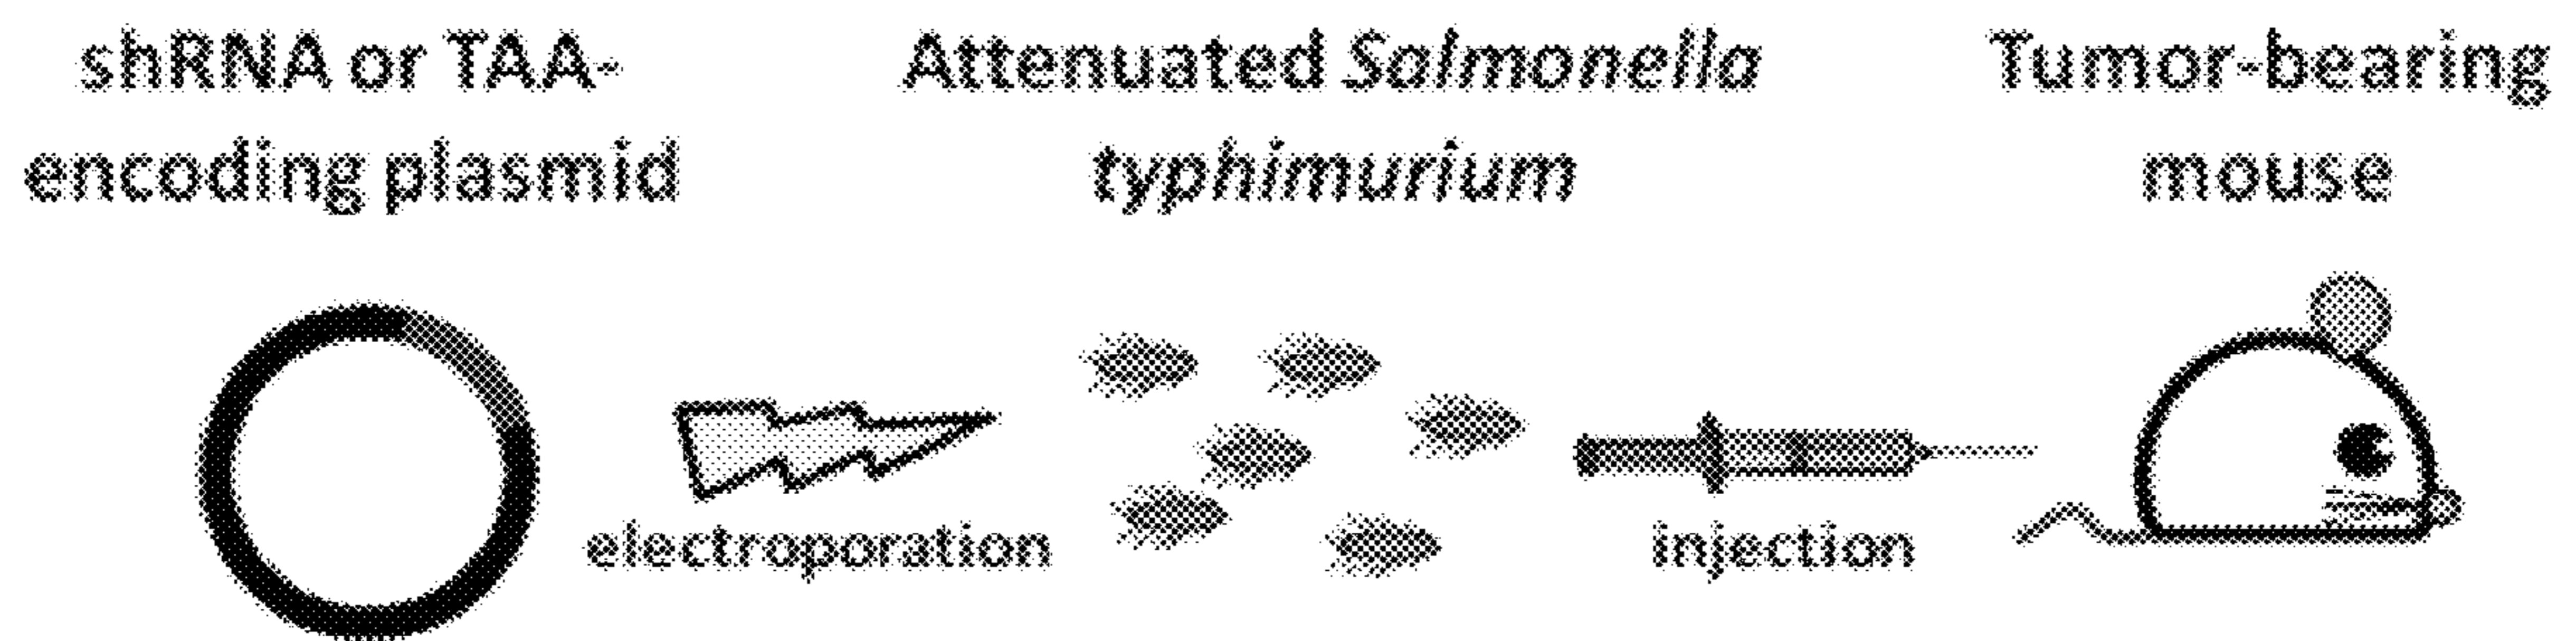 shRNA or TAA-
encoding plasmid
Attenuated Salmonella
typhimurium
Tumor-bearing
mouse
electroporation
injection